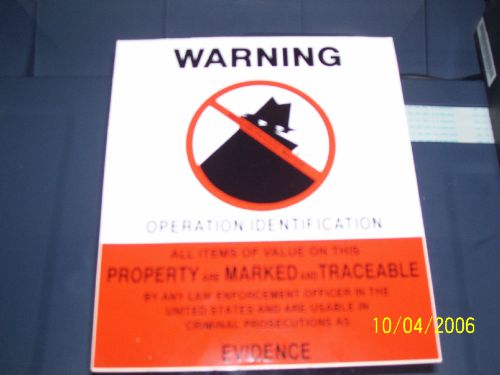 WARNING
OPERATION IDENTIFICATION
ALL ITEMS OF VALUE ON THIS
PROPERTY ARE MARKED AND TRACEABLE
BY ANY LAW ENFORCEMENT OFFICER IN THE
UNITED STATES AND ARE USABLE IN
CRIMINAL PROSECUTIONS AS
EVIDENCE
10/04/2006